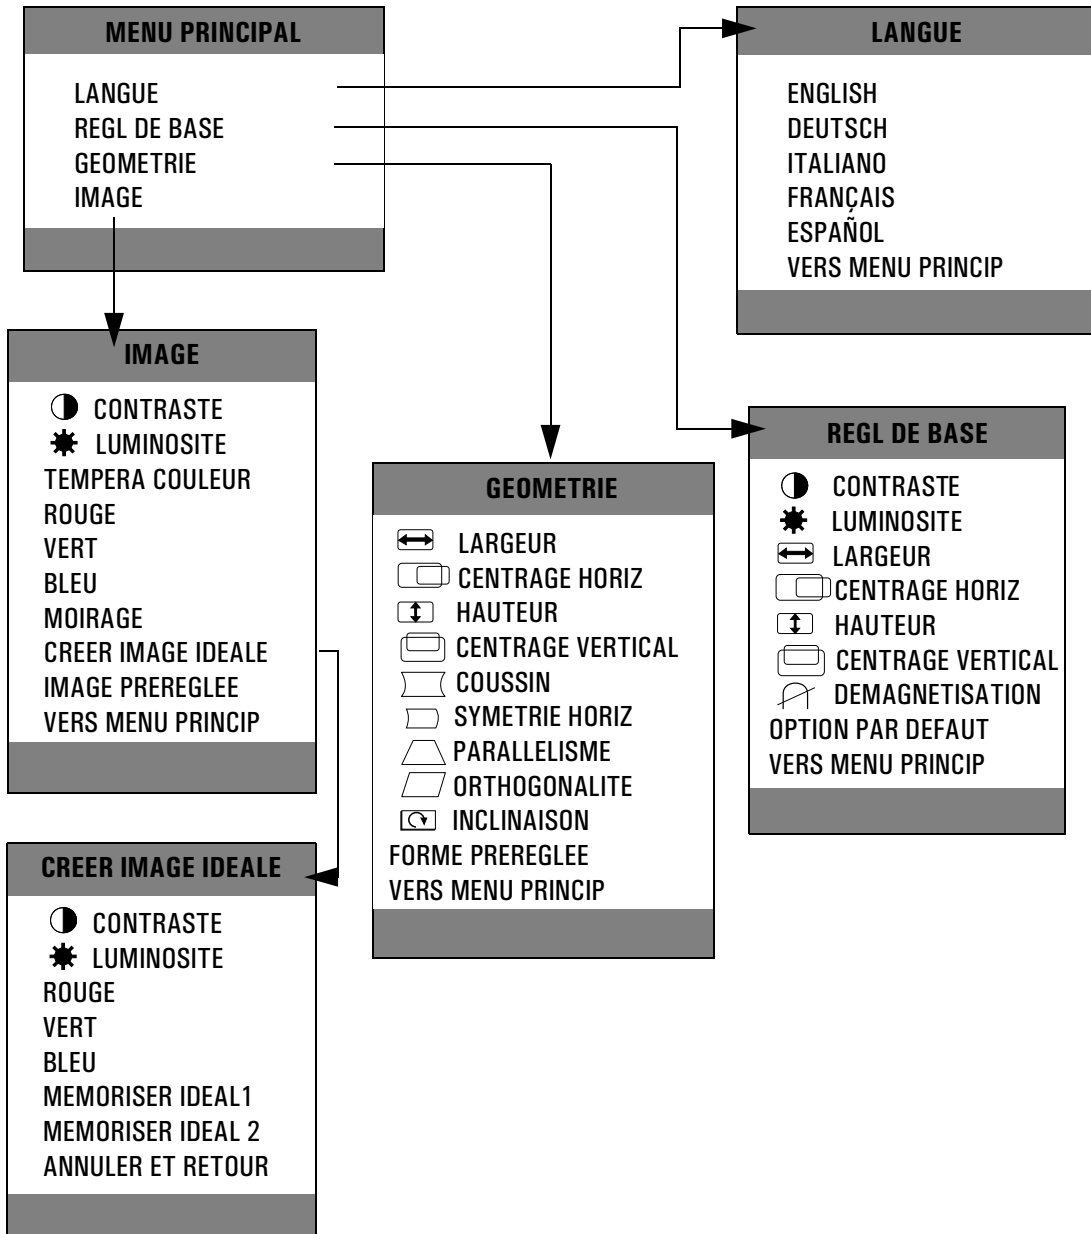 MENU PRINCIPAL
LANGUE
REGL DE BASE
GEOMETRIE
IMAGE
LANGUE
ENGLISH
DEUTSCH
ITALIANO
FRANÇAIS
ESPAÑOL
VERS MENU PRINCIP
IMAGE
CONTRASTE
LUMINOSITE
TEMPERA COULEUR
ROUGE
VERT
BLEU
MOIRAGE
CREER IMAGE IDEALE
IMAGE PREREGLEE
VERS MENU PRINCIP
GEOMETRIE
LARGEUR
CENTRAGE HORIZ
HAUTEUR
CENTRAGE VERTICAL
COUSSIN
SYMETRIE HORIZ
PARALLELISME
ORTHOGONALITE
INCLINAISON
FORME PREREGLEE
VERS MENU PRINCIP
REGL DE BASE
CONTRASTE
LUMINOSITE
LARGEUR
CENTRAGE HORIZ
HAUTEUR
CENTRAGE VERTICAL
DEMAGNETISATION
OPTION PAR DEFAUT
VERS MENU PRINCIP
CREER IMAGE IDEALE
CONTRASTE
LUMINOSITE
ROUGE
VERT
BLEU
MEMORISER IDEAL1
MEMORISER IDEAL 2
ANNULER ET RETOUR